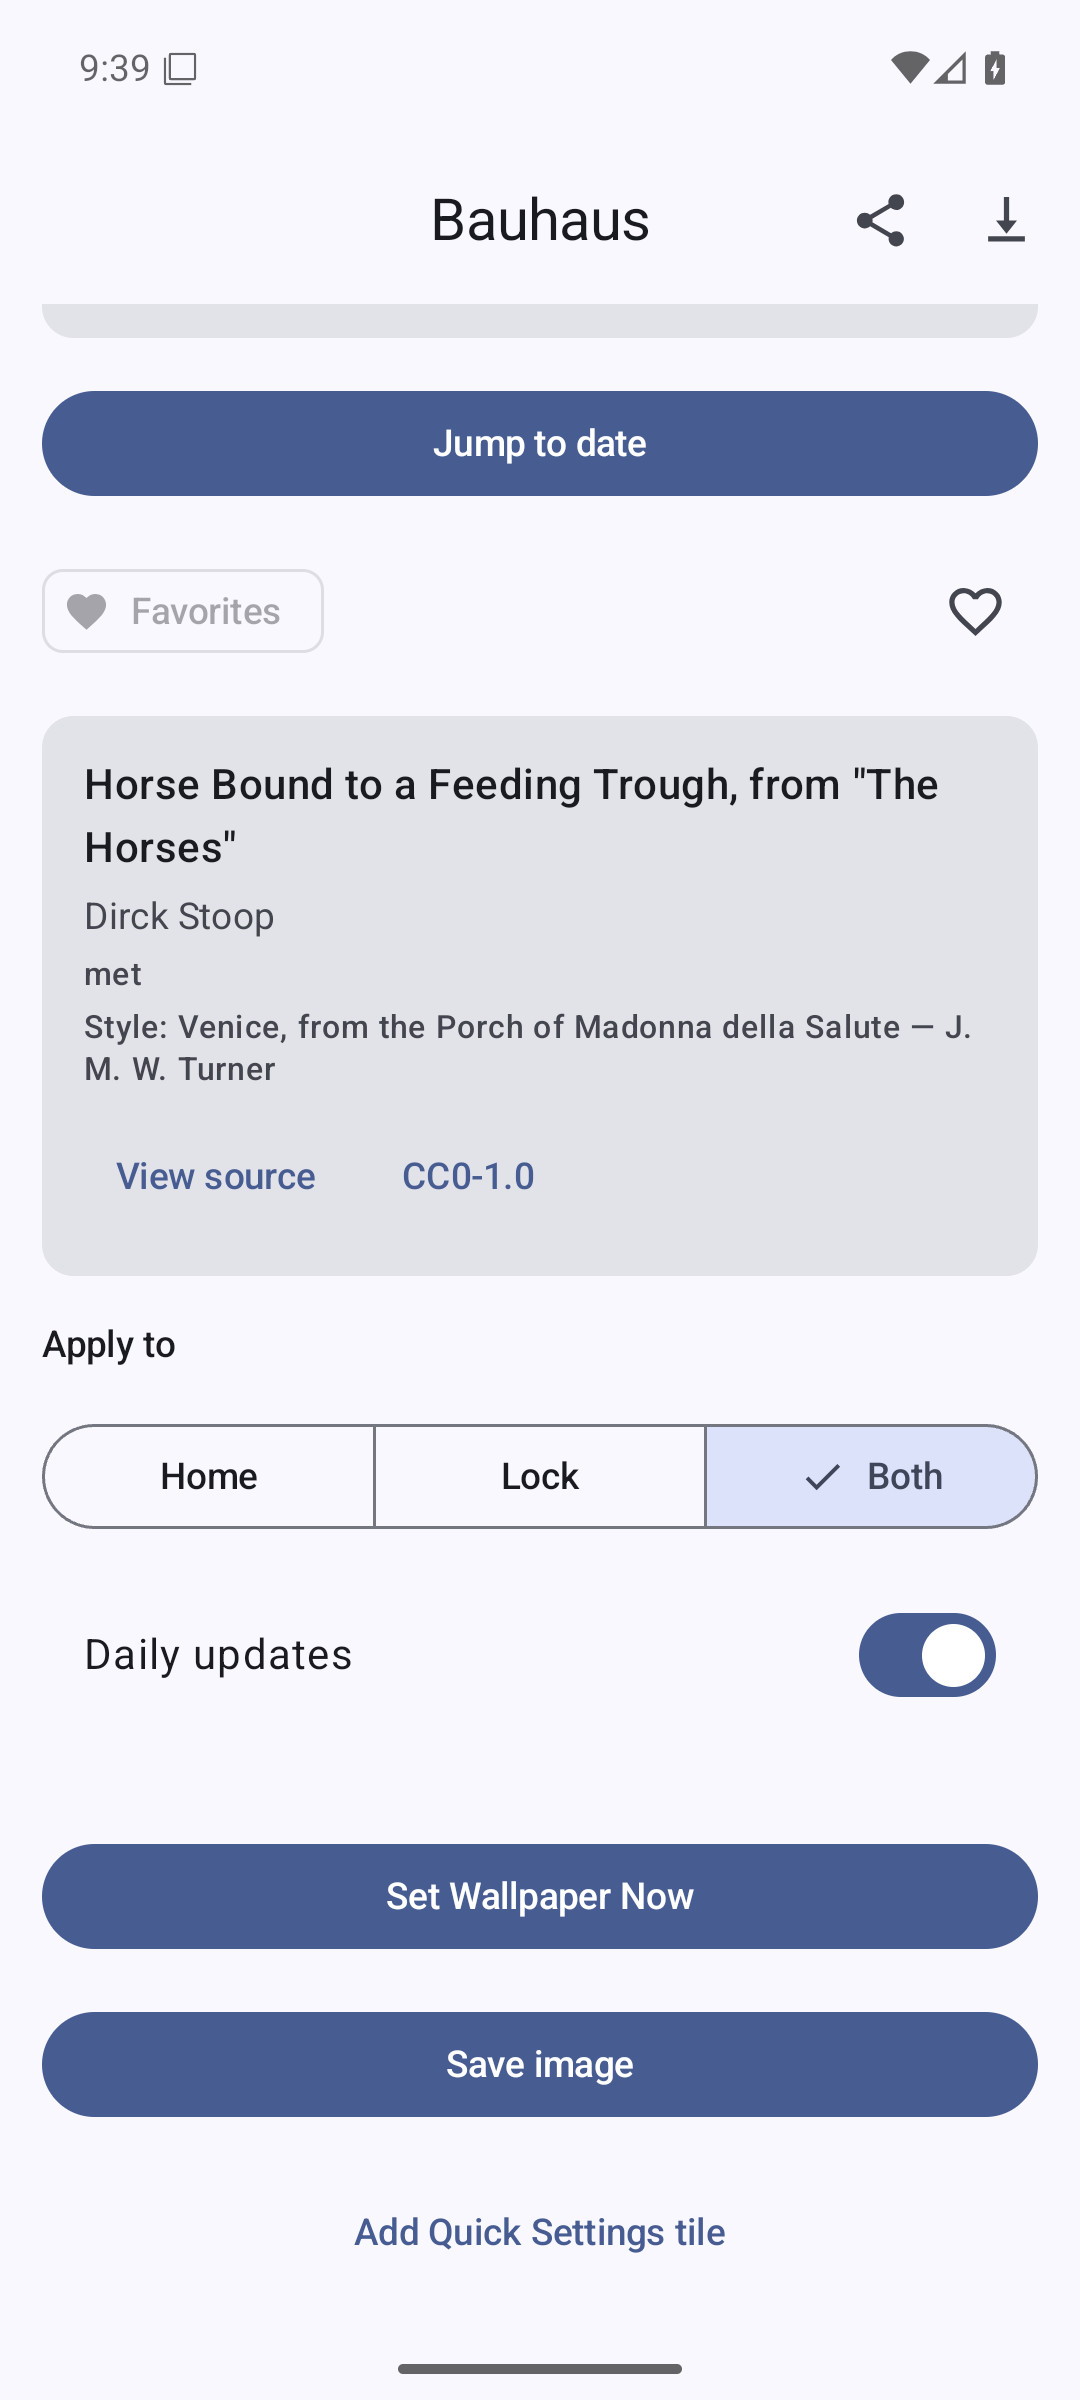 9:39
Bauhaus
Jump to date
Favorites
Horse Bound to a Feeding Trough, from "The
Horses"
Dirck Stoop
met
Style: Venice, from the Porch of Madonna della Salute — J.
M. W. Turner
View source CC0-1.0
Apply to
Home Lock Both
Daily updates
Set Wallpaper Now
Save image
Add Quick Settings tile